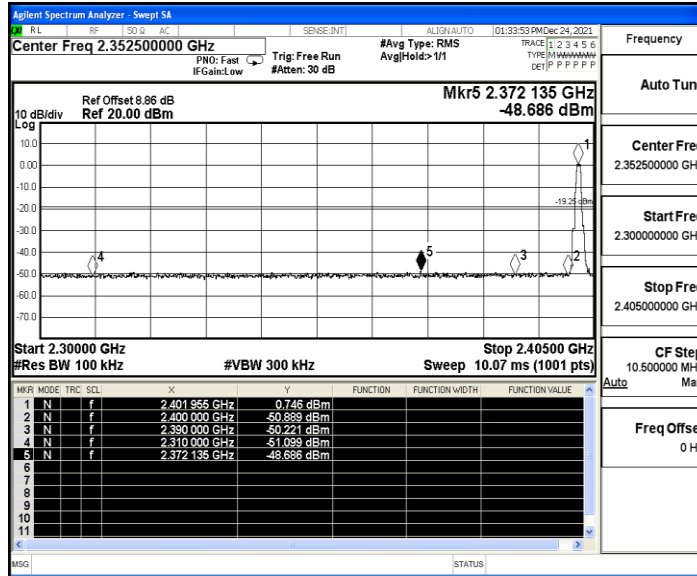 Agilent Spectrum Analyzer - Swept SA
RL RF 50 Ω AC SENSE:INT ALIGN AUTO 01:33:53 PM Dec 24, 2021
Center Freq 2.352500000 GHz
PNO: Fast
IFGain:Low
Trig: Free Run
#Atten: 30 dB
#Avg Type: RMS
Avg|Hold:> 1/1
TRACE 1 2 3 4 5 6
TYPE M WWWWW
DET P P P P P P
Frequency
Mkr5 2.372 135 GHz
-48.686 dBm
Ref Offset 8.86 dB
Ref 20.00 dBm
10 dB/div
Log
10.0
0.00
-10.0
-20.0
-30.0
-40.0
-50.0
-60.0
-70.0
-19.25 dBm
1
2
3
4
5
Start 2.30000 GHz
Stop 2.40500 GHz
#Res BW 100 kHz
#VBW 300 kHz
Sweep 10.07 ms (1001 pts)
MKR MODE TRC SCL X Y FUNCTION FUNCTION WIDTH FUNCTION VALUE
1 N f 2.401 955 GHz 0.746 dBm
2 N f 2.400 000 GHz -50.889 dBm
3 N f 2.390 000 GHz -50.221 dBm
4 N f 2.310 000 GHz -51.099 dBm
5 N f 2.372 135 GHz -48.686 dBm
6
7
8
9
10
11
MSG
STATUS
Auto Tun
Center Fre
2.352500000 GH
Start Fre
2.300000000 GH
Stop Fre
2.405000000 GH
CF Ste
10.500000 MH
Auto Ma
Freq Offse
0 H